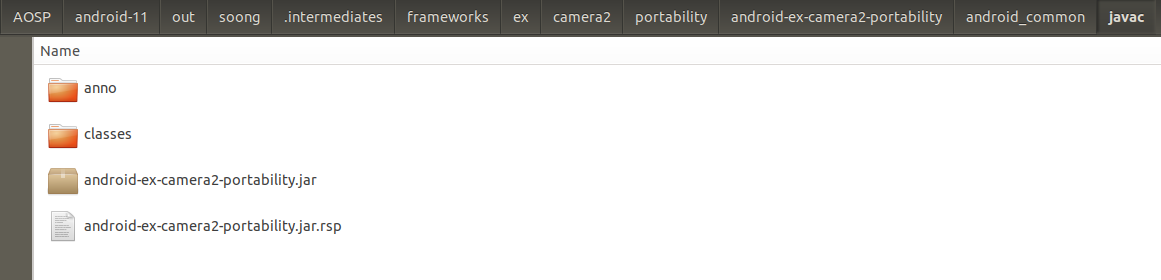 AOSP android-11 out soong .intermediates frameworks ex camera2 portability android-ex-camera2-portability android_common javac
Name
anno
classes
android-ex-camera2-portability.jar
android-ex-camera2-portability.jar.rsp